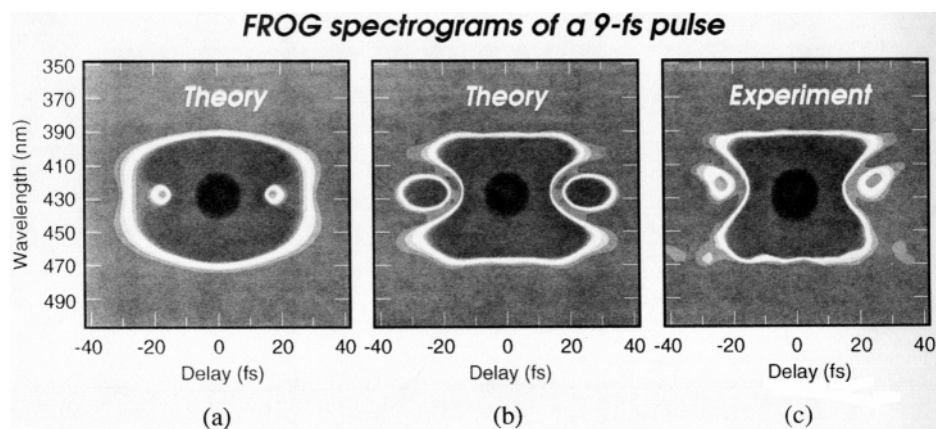 FROG spectrograms of a 9-fs pulse
350
370
390
410
430
450
470
490
Wavelength (nm)
Theory
Theory
Experiment
-40 -20 0 20 40
-40 -20 0 20 40
-40 -20 0 20 40
Delay (fs)
Delay (fs)
Delay (fs)
(a)
(b)
(c)